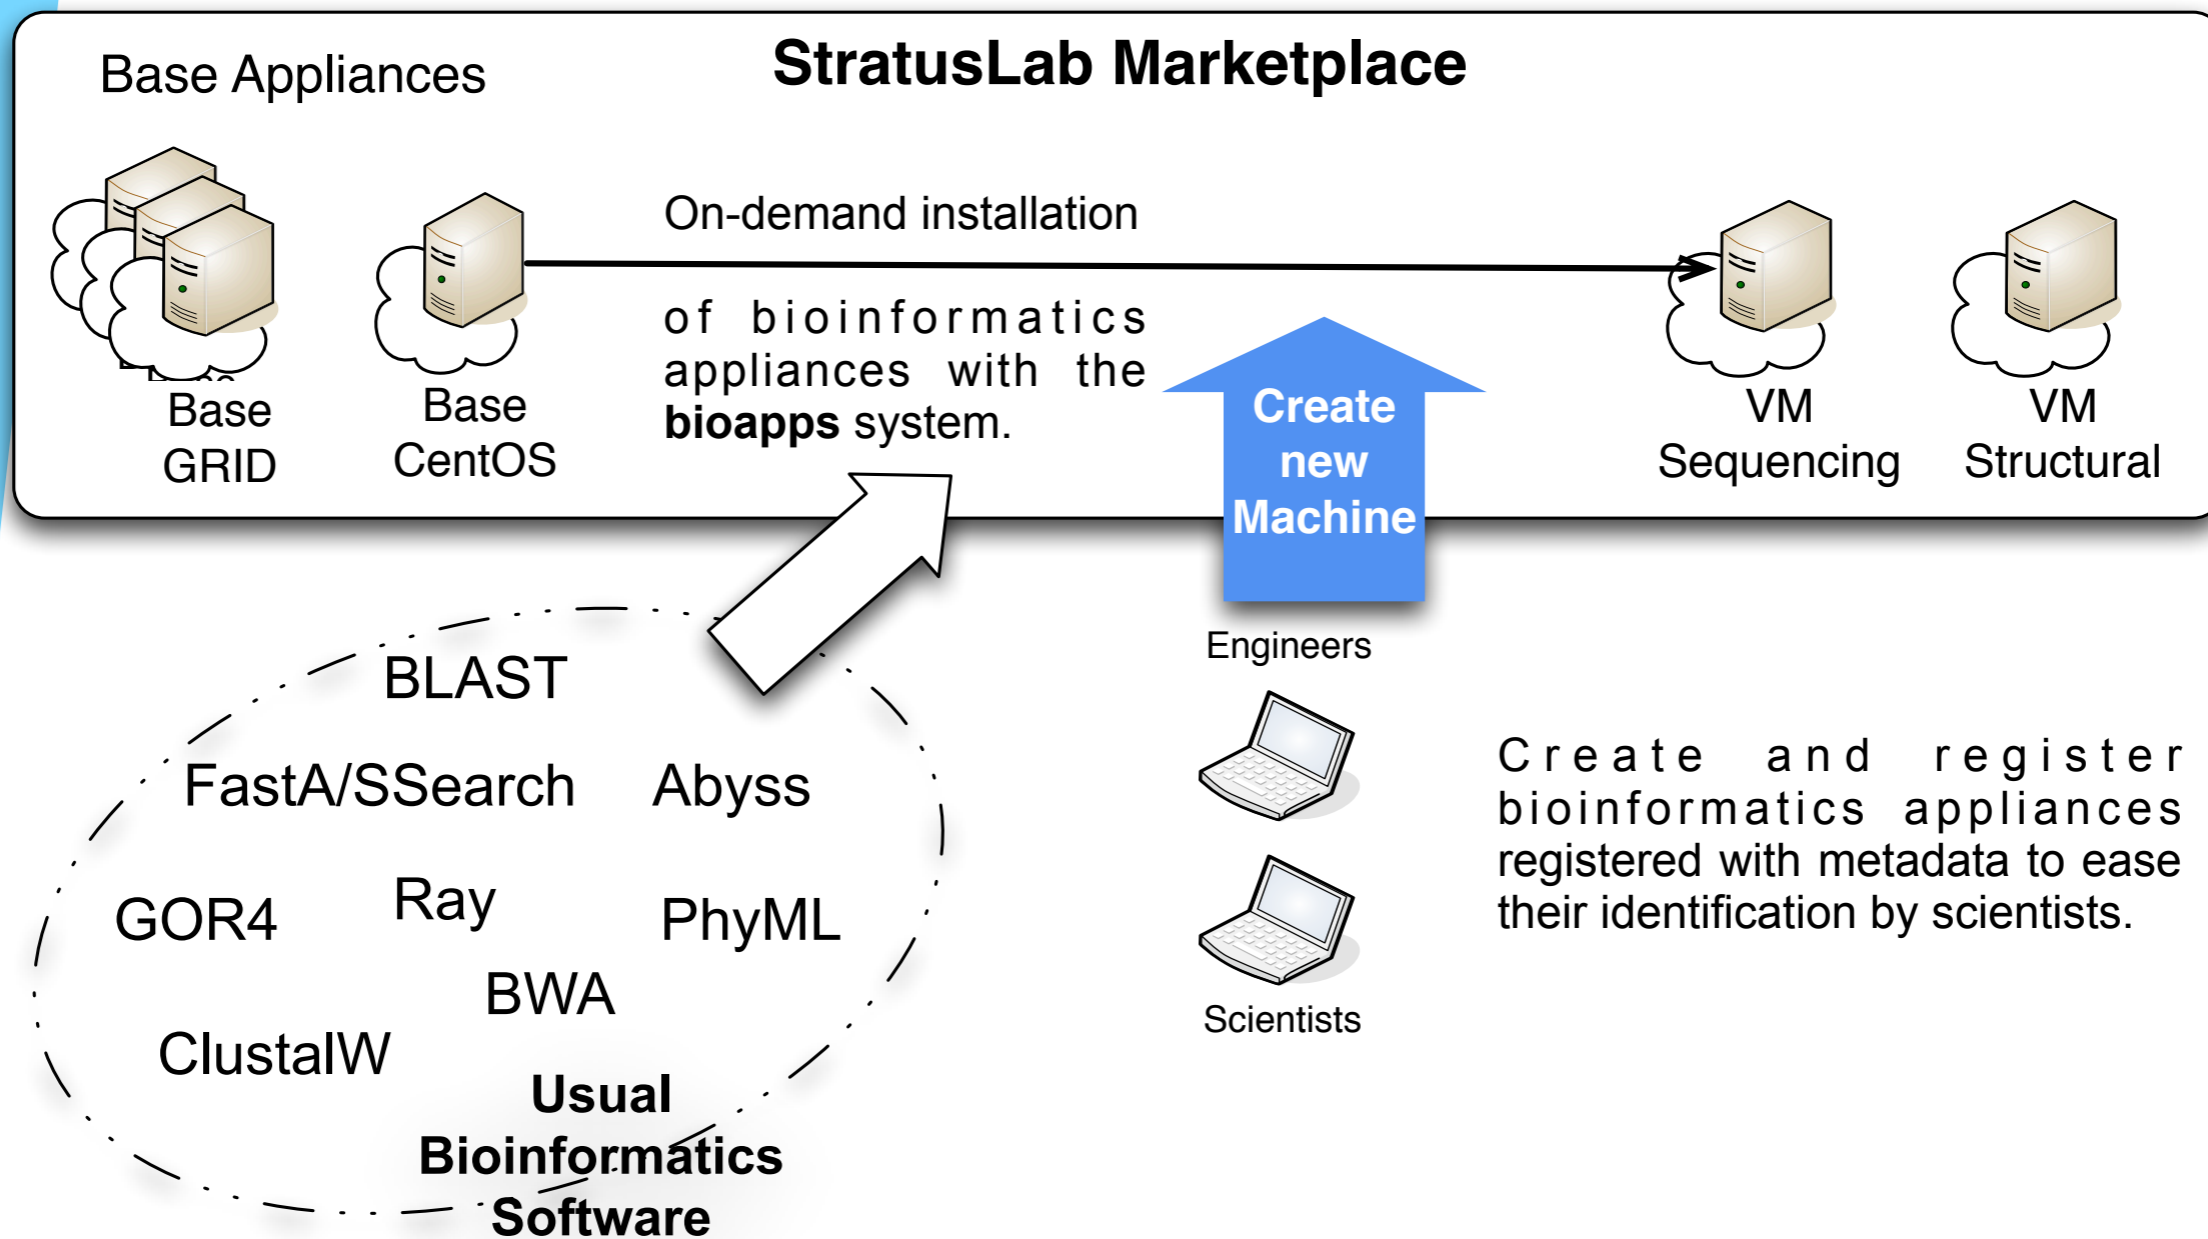 StratusLab Marketplace
Base Appliances
On-demand installation
of bioinformatics
appliances with the
bioapps system.
Base
GRID
Base
CentOS
Create
new
Machine
VM
Sequencing
VM
Structural
BLAST
FastA/SSearch
Abyss
GOR4
Ray
PhyML
BWA
ClustalW
Usual
Bioinformatics
Software
Engineers
Scientists
Create and register
bioinformatics appliances
registered with metadata to ease
their identification by scientists.